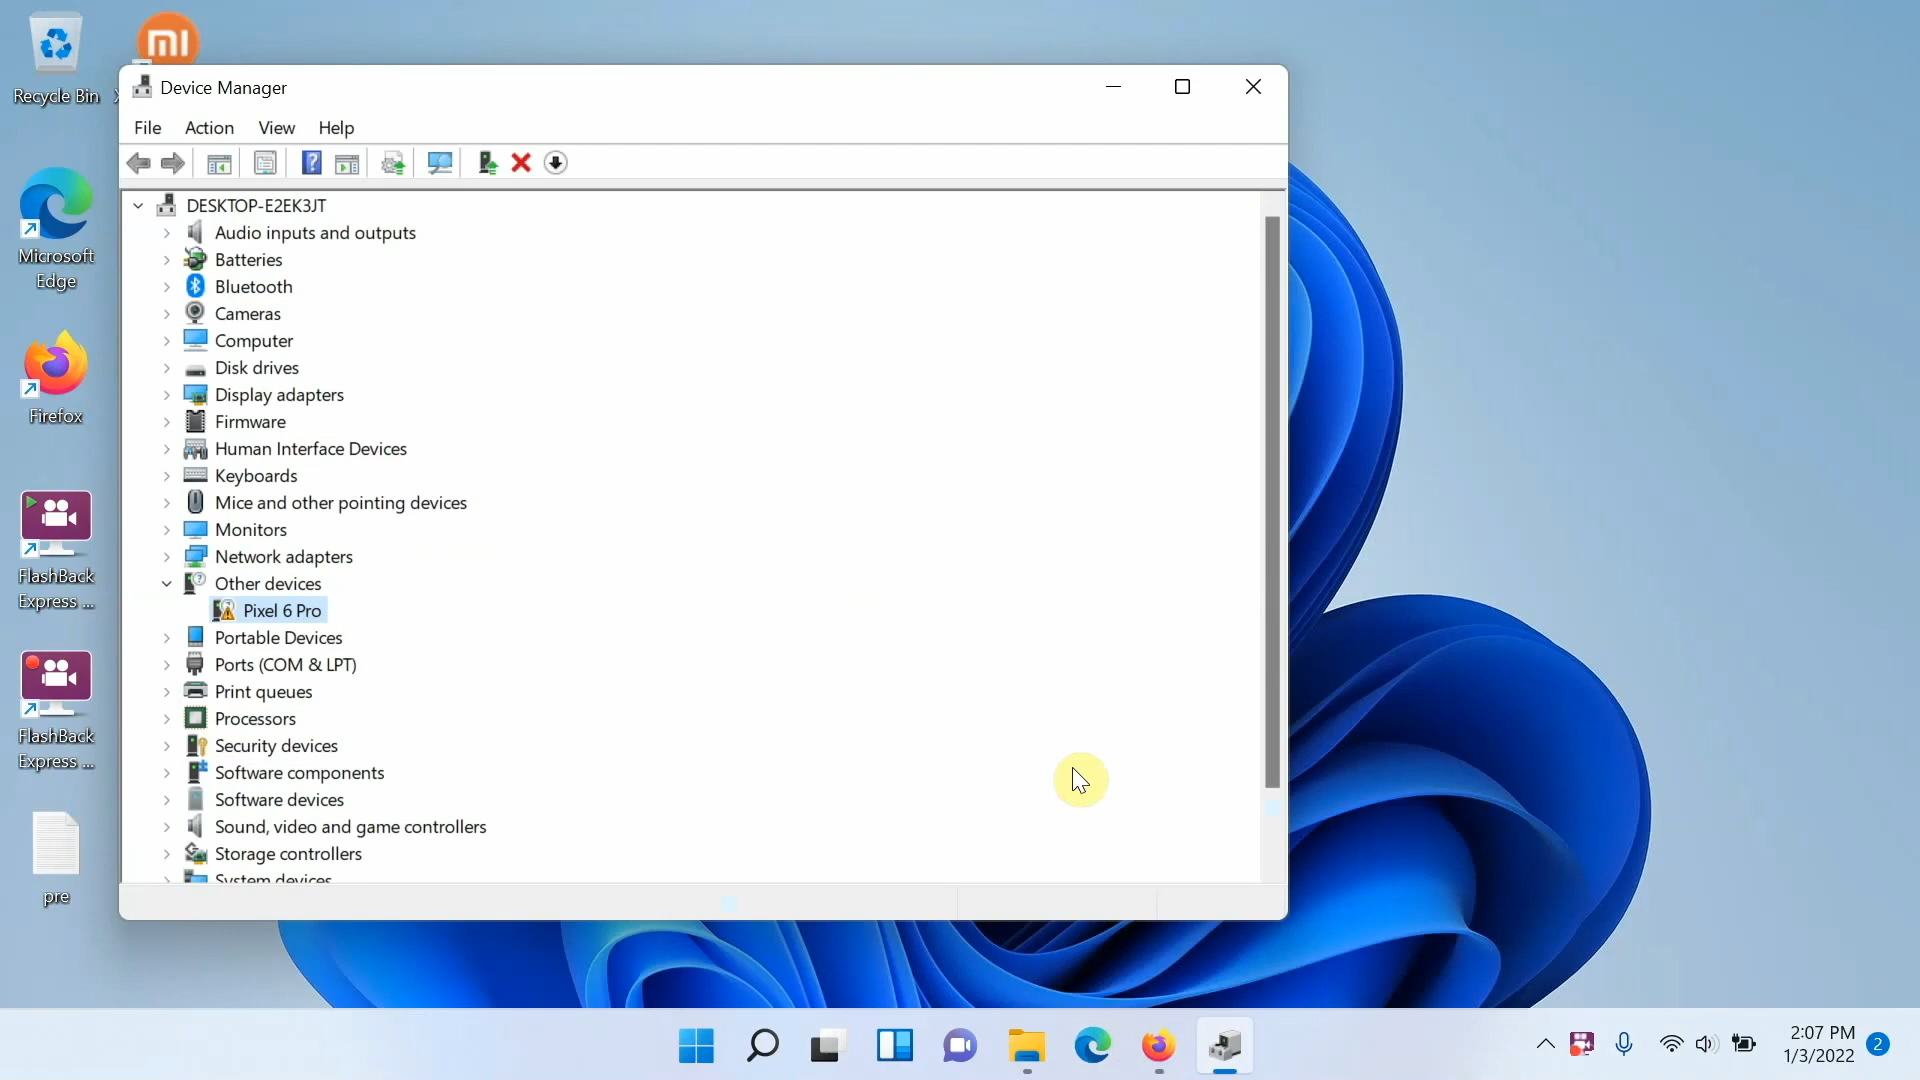 Recycle Bin
mi
Microsoft
Edge
Firefox
FlashBack
Express ...
FlashBack
Express ...
pre
Device Manager
File Action View Help
DESKTOP-E2EK3JT
Audio inputs and outputs
Batteries
Bluetooth
Cameras
Computer
Disk drives
Display adapters
Firmware
Human Interface Devices
Keyboards
Mice and other pointing devices
Monitors
Network adapters
Other devices
Pixel 6 Pro
Portable Devices
Ports (COM & LPT)
Print queues
Processors
Security devices
Software components
Software devices
Sound, video and game controllers
Storage controllers
System devices
2:07 PM
1/3/2022
2